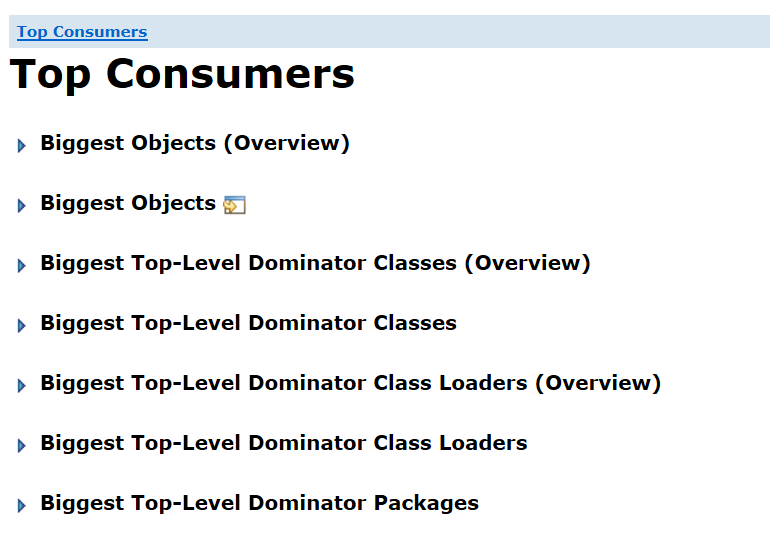 Top Consumers
Top Consumers
Biggest Objects (Overview)
Biggest Objects
Biggest Top-Level Dominator Classes (Overview)
Biggest Top-Level Dominator Classes
Biggest Top-Level Dominator Class Loaders (Overview)
Biggest Top-Level Dominator Class Loaders
Biggest Top-Level Dominator Packages